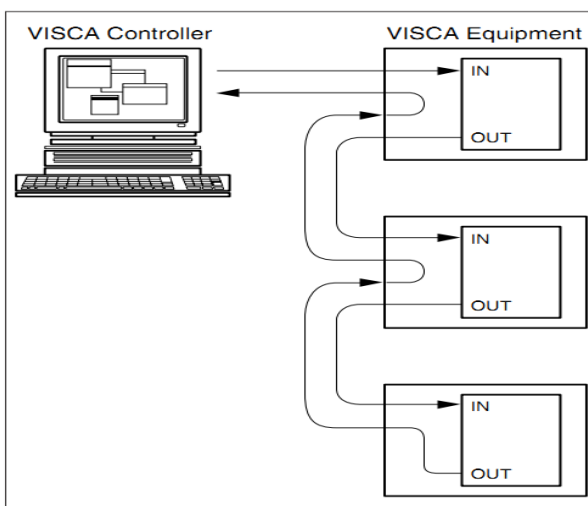 VISCA Controller
VISCA Equipment
IN
OUT
IN
OUT
IN
OUT